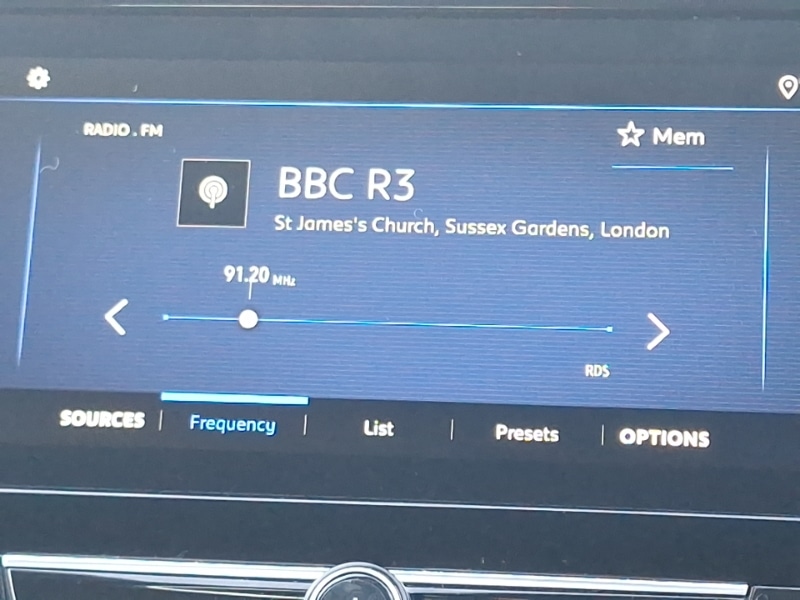 RADIO . FM
Mem
BBC R3
St James's Church, Sussex Gardens, London
91.20 MHz
RDS
SOURCES | Frequency | List | Presets | OPTIONS